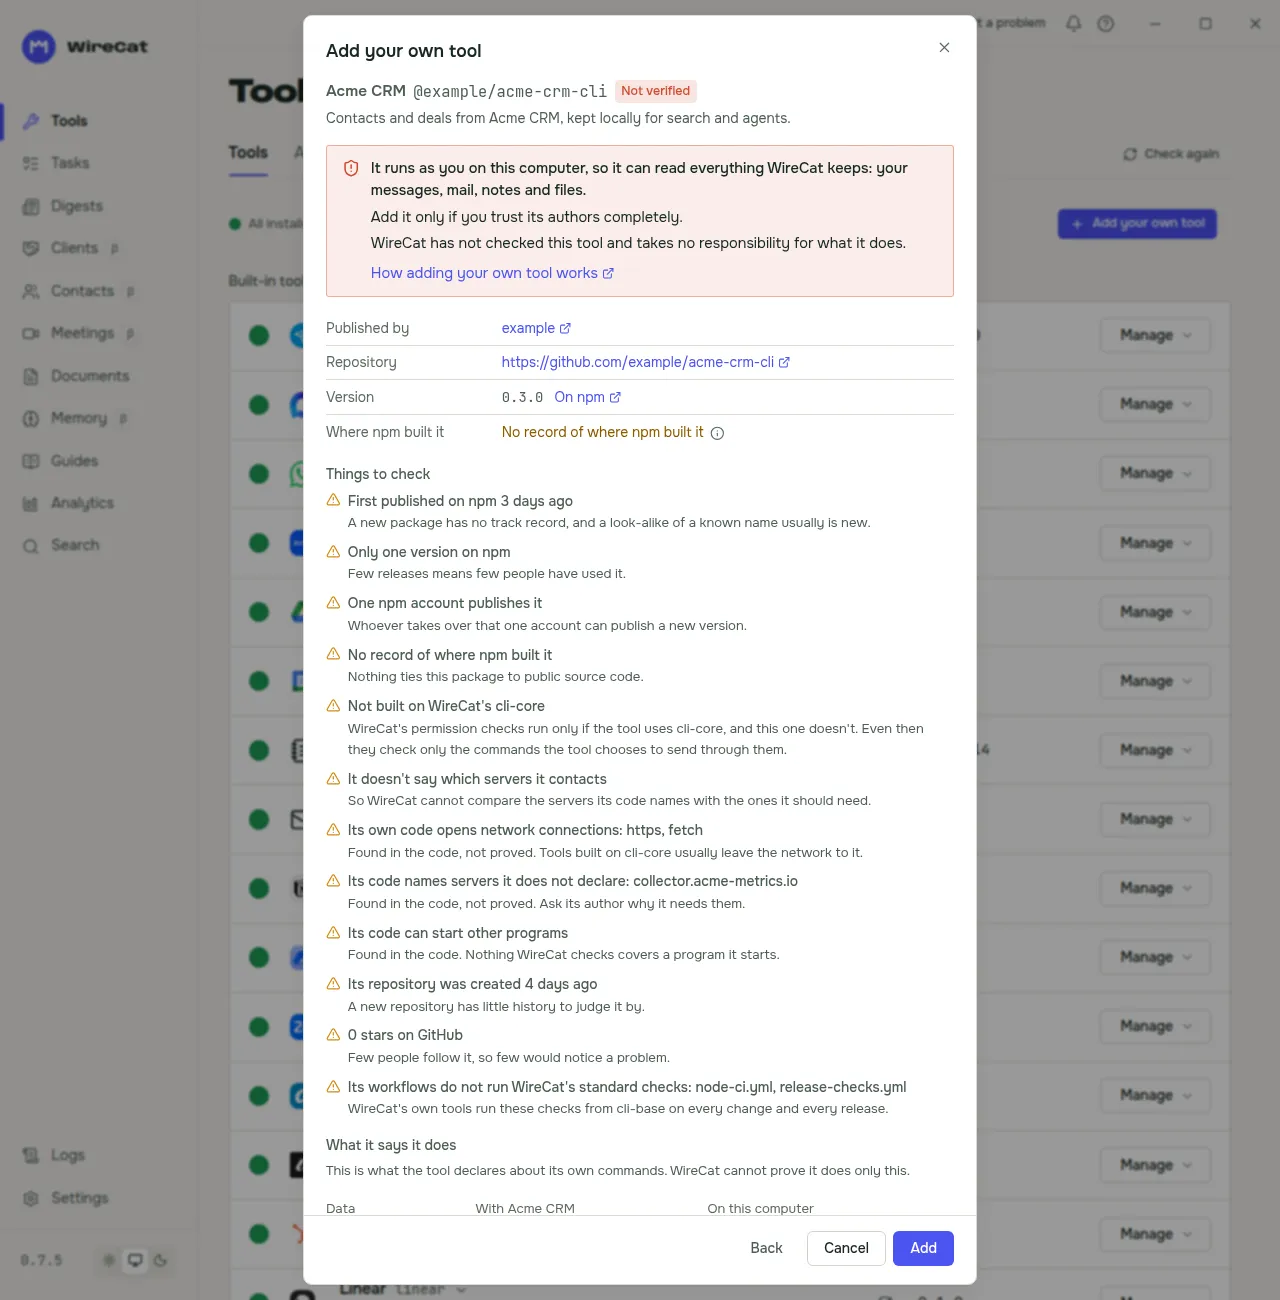 WireCat
Tools
Tasks
Digests
Clients β
Contacts β
Meetings β
Documents
Memory β
Guides
Analytics
Search
Logs
Settings
0.7.5
t a problem
Tools
Check again
Add your own tool
Manage
Manage
Manage
Manage
Manage
Manage
Manage
Manage
Manage
Manage
Manage
Manage
Manage
Manage
Linear linear
Add your own tool
Acme CRM @example/acme-crm-cli Not verified
Contacts and deals from Acme CRM, kept locally for search and agents.
It runs as you on this computer, so it can read everything WireCat keeps: your
messages, mail, notes and files.
Add it only if you trust its authors completely.
WireCat has not checked this tool and takes no responsibility for what it does.
How adding your own tool works
Published by example
Repository https://github.com/example/acme-crm-cli
Version 0.3.0 On npm
Where npm built it No record of where npm built it
Things to check
First published on npm 3 days ago
A new package has no track record, and a look-alike of a known name usually is new.
Only one version on npm
Few releases means few people have used it.
One npm account publishes it
Whoever takes over that one account can publish a new version.
No record of where npm built it
Nothing ties this package to public source code.
Not built on WireCat's cli-core
WireCat's permission checks run only if the tool uses cli-core, and this one doesn't. Even then
they check only the commands the tool chooses to send through them.
It doesn't say which servers it contacts
So WireCat cannot compare the servers its code names with the ones it should need.
Its own code opens network connections: https, fetch
Found in the code, not proved. Tools built on cli-core usually leave the network to it.
Its code names servers it does not declare: collector.acme-metrics.io
Found in the code, not proved. Ask its author why it needs them.
Its code can start other programs
Found in the code. Nothing WireCat checks covers a program it starts.
Its repository was created 4 days ago
A new repository has little history to judge it by.
0 stars on GitHub
Few people follow it, so few would notice a problem.
Its workflows do not run WireCat's standard checks: node-ci.yml, release-checks.yml
WireCat's own tools run these checks from cli-base on every change and every release.
What it says it does
This is what the tool declares about its own commands. WireCat cannot prove it does only this.
Data With Acme CRM On this computer
Back Cancel Add